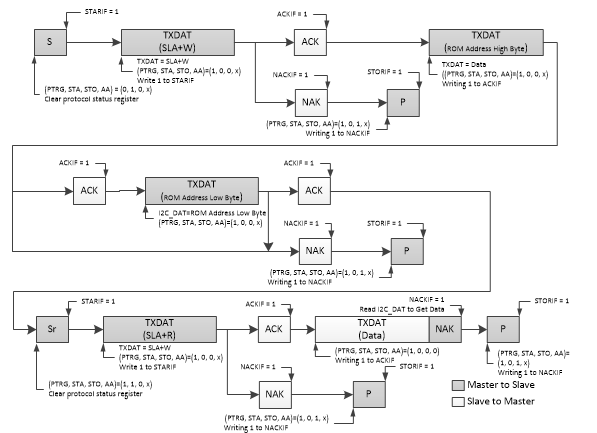 STARIF = 1
ACKIF = 1
S
TXDAT
(SLA+W)
ACK
TXDAT
(ROM Address High Byte)
TXDAT = SLA+W
(PTRG, STA, STO, AA)=(1, 0, 0, x)
Write 1 to STARIF
(PTRG, STA, STO, AA) = (0, 1, 0, x)
Clear protocol status register
NACKIF = 1
STORIF = 1
TXDAT = Data
((PTRG, STA, STO, AA)=(1, 0, 0, x)
Writing 1 to ACKIF
NAK
P
(PTRG, STA, STO, AA)=(1, 0, 1, x)
Writing 1 to NACKIF
ACKIF = 1
ACKIF = 1
ACK
TXDAT
(ROM Address Low Byte)
ACK
I2C_DAT=ROM Address Low Byte
(PTRG, STA, STO, AA)=(1, 0, 0, x)
NACKIF = 1
STORIF = 1
NAK
P
(PTRG, STA, STO, AA)=(1, 0, 1, x)
Writing 1 to NACKIF
STARIF = 1
ACKIF = 1
NACKIF = 1
Read I2C_DAT to Get Data
STORIF = 1
Sr
TXDAT
(SLA+R)
ACK
TXDAT
(Data)
NAK
P
TXDAT = SLA+W
(PTRG, STA, STO, AA)=(1, 0, 0, x)
Write 1 to STARIF
(PTRG, STA, STO, AA)=(1, 0, 0, 0)
Writing 1 to ACKIF
(PTRG, STA, STO, AA)=
(1, 0, 1, x)
Writing 1 to NACKIF
(PTRG, STA, STO, AA)=(1, 1, 0, x)
Clear protocol status register
NACKIF = 1
STORIF = 1
NAK
P
(PTRG, STA, STO, AA)=(1, 0, 1, x)
Writing 1 to NACKIF
Master to Slave
Slave to Master